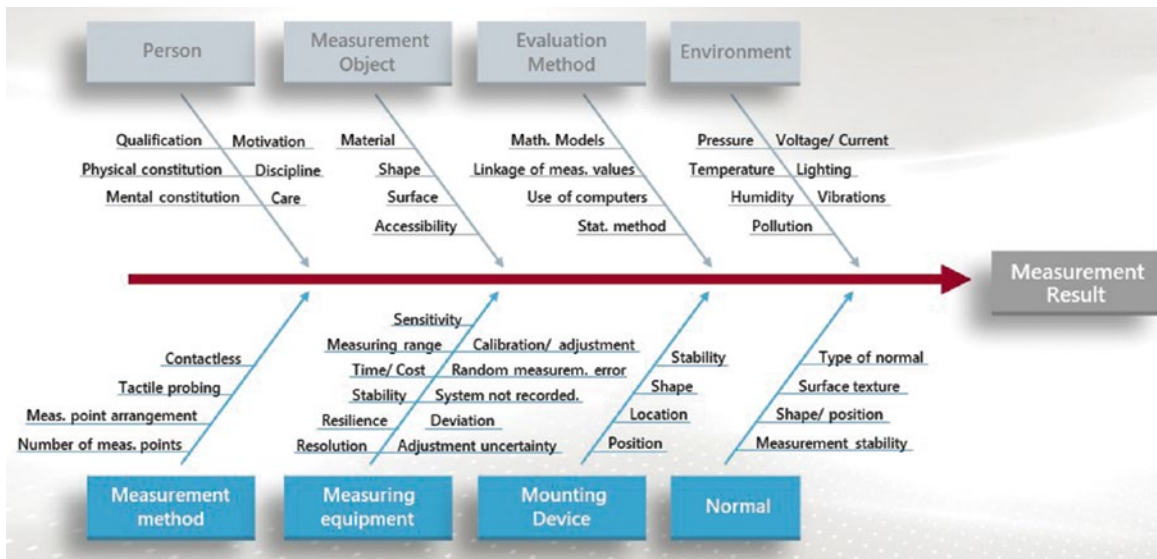 Person
Measurement
Object
Evaluation
Method
Environment
Qualification
Motivation
Physical constitution
Discipline
Mental constitution
Care
Material
Shape
Surface
Accessibility
Math. Models
Linkage of meas. values
Use of computers
Stat. method
Pressure
Voltage/ Current
Temperature
Lighting
Humidity
Vibrations
Pollution
Measurement
Result
Contactless
Tactile probing
Meas. point arrangement
Number of meas. points
Sensitivity
Measuring range
Calibration/ adjustment
Time/ Cost
Random measurem. error
Stability
System not recorded.
Resilience
Deviation
Resolution
Adjustment uncertainty
Stability
Shape
Location
Position
Type of normal
Surface texture
Shape/ position
Measurement stability
Measurement
method
Measuring
equipment
Mounting
Device
Normal